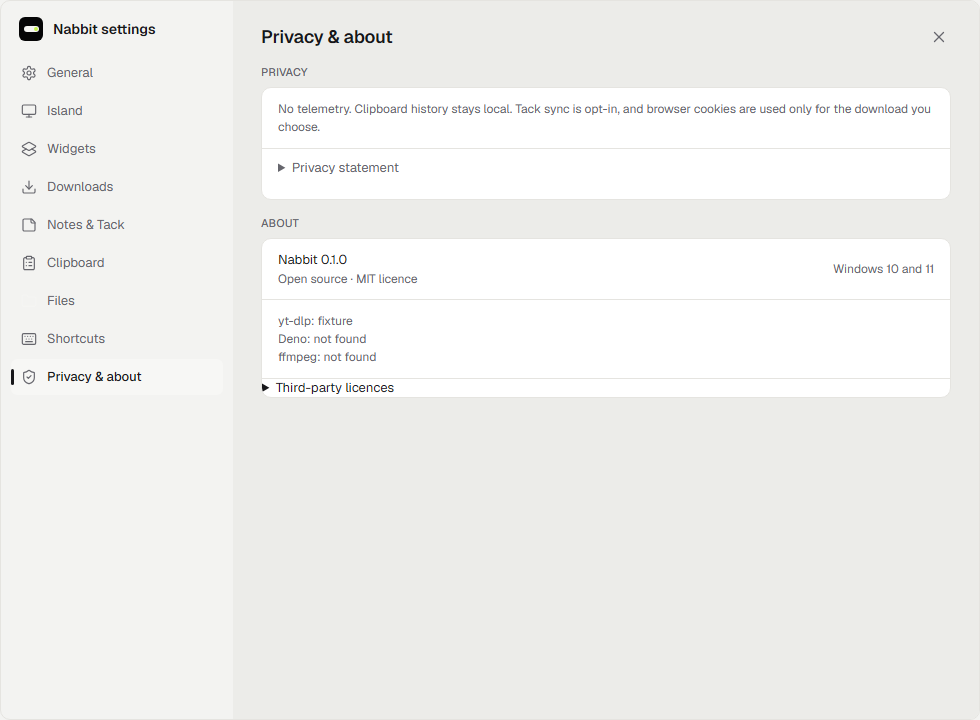 Nabbit settings
General
Island
Widgets
Downloads
Notes & Tack
Clipboard
Files
Shortcuts
Privacy & about
Privacy & about
PRIVACY
No telemetry. Clipboard history stays local. Tack sync is opt-in, and browser cookies are used only for the download you
choose.
Privacy statement
ABOUT
Nabbit 0.1.0
Open source · MIT licence
Windows 10 and 11
yt-dlp: fixture
Deno: not found
ffmpeg: not found
Third-party licences